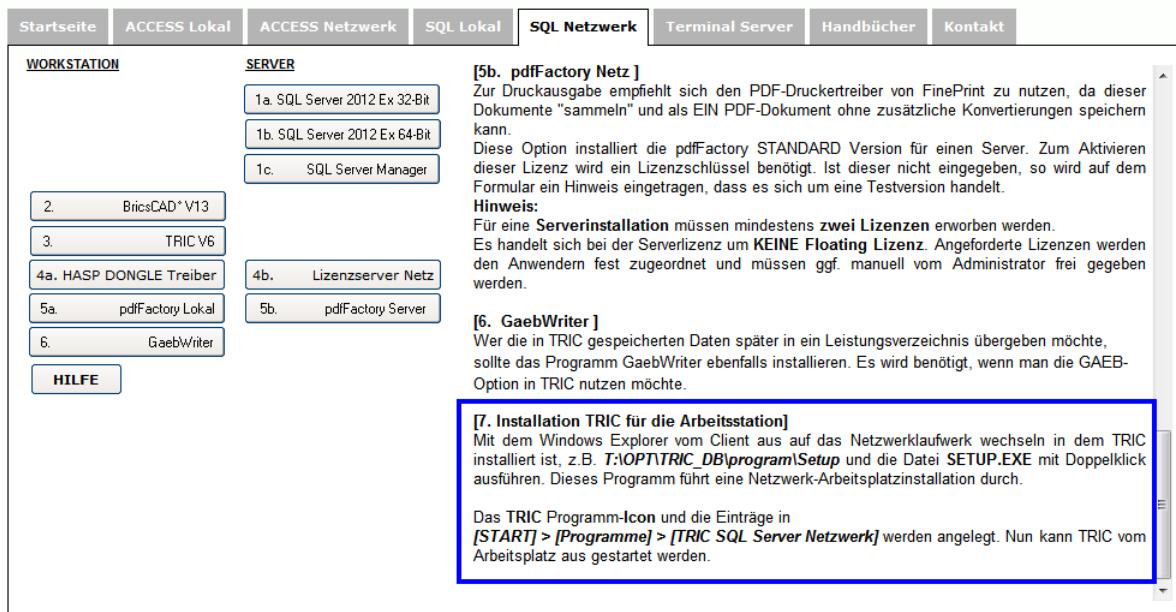 Startseite
ACCESS Lokal
ACCESS Netzwerk
SQL Lokal
SQL Netzwerk
Terminal Server
Handbücher
Kontakt
WORKSTATION
SERVER
1a. SQL Server 2012 Ex 32-Bit
1b. SQL Server 2012 Ex 64-Bit
1c. SQL Server Manager
2. BricsCAD* V13
3. TRIC V6
4a. HASP DONGLE Treiber
4b. Lizenzserver Netz
5a. pdfFactory Lokal
5b. pdfFactory Server
6. GaebWriter
HILFE
[5b. pdfFactory Netz ]
Zur Druckausgabe empfiehlt sich den PDF-Druckertreiber von FinePrint zu nutzen, da dieser
Dokumente "sammeln" und als EIN PDF-Dokument ohne zusätzliche Konvertierungen speichern
kann.
Diese Option installiert die pdfFactory STANDARD Version für einen Server. Zum Aktivieren
dieser Lizenz wird ein Lizenzschlüssel benötigt. Ist dieser nicht eingegeben, so wird auf dem
Formular ein Hinweis eingetragen, dass es sich um eine Testversion handelt.
Hinweis:
Für eine Serverinstallation müssen mindestens zwei Lizenzen erworben werden.
Es handelt sich bei der Serverlizenz um KEINE Floating Lizenz. Angeforderte Lizenzen werden
den Anwendern fest zugeordnet und müssen ggf. manuell vom Administrator frei gegeben
werden.
[6. GaebWriter ]
Wer die in TRIC gespeicherten Daten später in ein Leistungsverzeichnis übergeben möchte,
sollte das Programm GaebWriter ebenfalls installieren. Es wird benötigt, wenn man die GAEB-
Option in TRIC nutzen möchte.
[7. Installation TRIC für die Arbeitsstation]
Mit dem Windows Explorer vom Client aus auf das Netzwerklaufwerk wechseln in dem TRIC
installiert ist, z.B. T:\OPT\TRIC_DB\program\Setup und die Datei SETUP.EXE mit Doppelklick
ausführen. Dieses Programm führt eine Netzwerk-Arbeitsplatzinstallation durch.
Das TRIC Programm-Icon und die Einträge in
[START] > [Programme] > [TRIC SQL Server Netzwerk] werden angelegt. Nun kann TRIC vom
Arbeitsplatz aus gestartet werden.